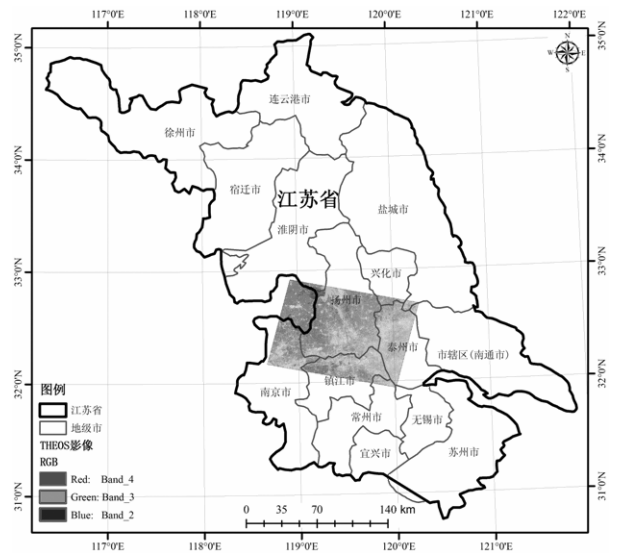 117°0'E 118°0'E 119°0'E 120°0'E 121°0'E 122°0'E
35°0'N 35°0'N
N
W E
S
连云港市
徐州市
34°0'N 34°0'N
宿迁市
江苏省
盐城市
淮阴市
33°0'N 33°0'N
兴化市
扬州市
泰州市
市辖区(南通市)
32°0'N 32°0'N
南京市
镇江市
常州市
无锡市
宜兴市
苏州市
31°0'N 31°0'N
图例
江苏省
地级市
THEOS影像
RGB
Red: Band_4
Green: Band_3
Blue: Band_2
0 35 70 140 km
117°0'E 118°0'E 119°0'E 120°0'E 121°0'E